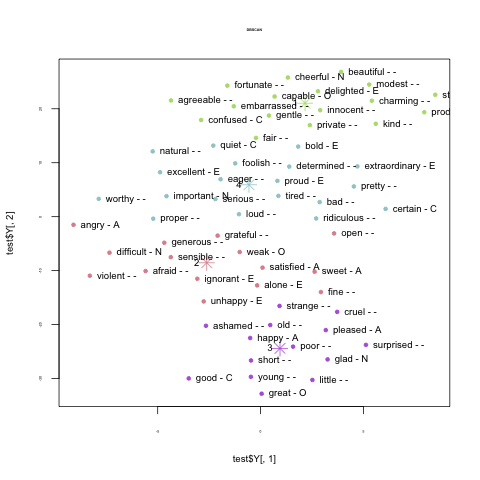 DBSCAN
beautiful - -
cheerful - N
fortunate - -
modest - -
delighted - E
capable - O
st
agreeable - -
charming - -
embarrassed - -
innocent - -
prod
gentle - -
confused - C
private - -
kind - -
fair - -
quiet - C
bold - E
natural - -
foolish - -
determined - -
extraordinary - E
excellent - E
eager - -
proud - E
4
pretty - -
important - N
serious - -
tired - -
worthy - -
bad - -
certain - C
loud - -
proper - -
ridiculous - -
angry - A
open - -
grateful - -
generous - -
difficult - N
weak - O
sensible - -
2
satisfied - A
afraid - -
sweet - A
violent - -
ignorant - E
alone - E
fine - -
unhappy - E
strange - -
cruel - -
ashamed - -
old - -
pleased - A
happy - A
3
poor - -
surprised - -
short - -
glad - N
good - C
young - -
little - -
great - O
test$Y[, 2]
test$Y[, 1]